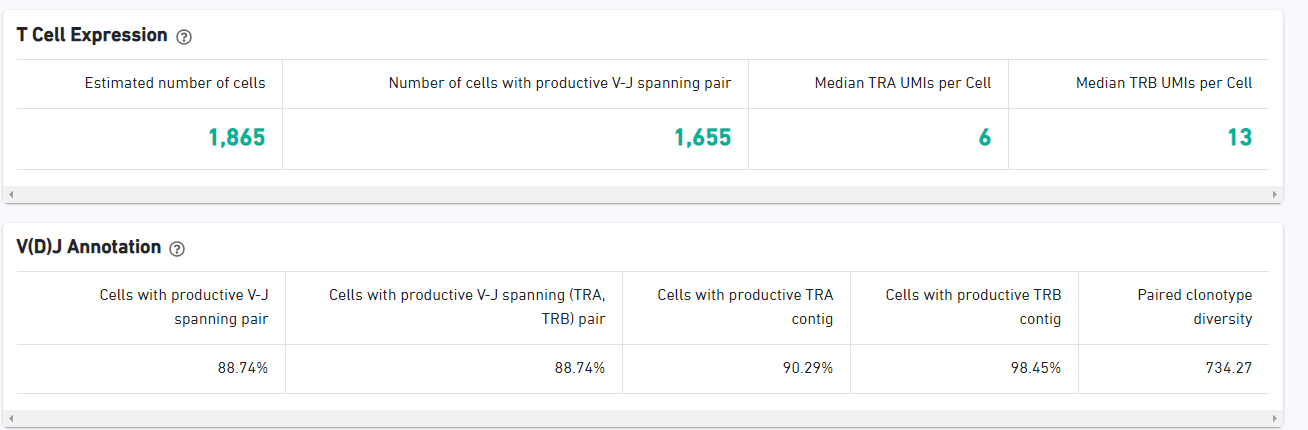 T Cell Expression ?
Estimated number of cells
Number of cells with productive V-J spanning pair
Median TRA UMIs per Cell
Median TRB UMIs per Cell
1,865
1,655
6
13
V(D)J Annotation ?
Cells with productive V-J
spanning pair
Cells with productive V-J spanning (TRA,
TRB) pair
Cells with productive TRA
contig
Cells with productive TRB
contig
Paired clonotype
diversity
88.74%
88.74%
90.29%
98.45%
734.27